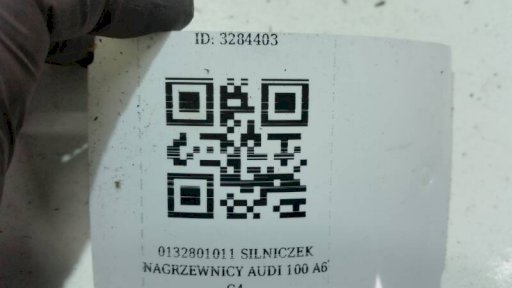 ID: 3284403
0132801011 SILNICZEK
NAGRZEWNICY AUDI 100 A6
C4